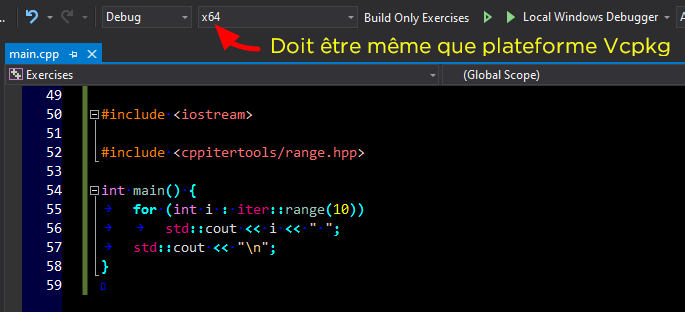 Debug
x64
Build Only Exercises
Local Windows Debugger
Doit être même que plateforme Vcpkg
main.cpp
Exercises
(Global Scope)
49
50 #include <iostream>
51
52 #include <cppitertools/range.hpp>
53
54 int main() {
55 for (int i : iter::range(10))
56 std::cout << i << " ";
57 std::cout << "\n";
58 }
59